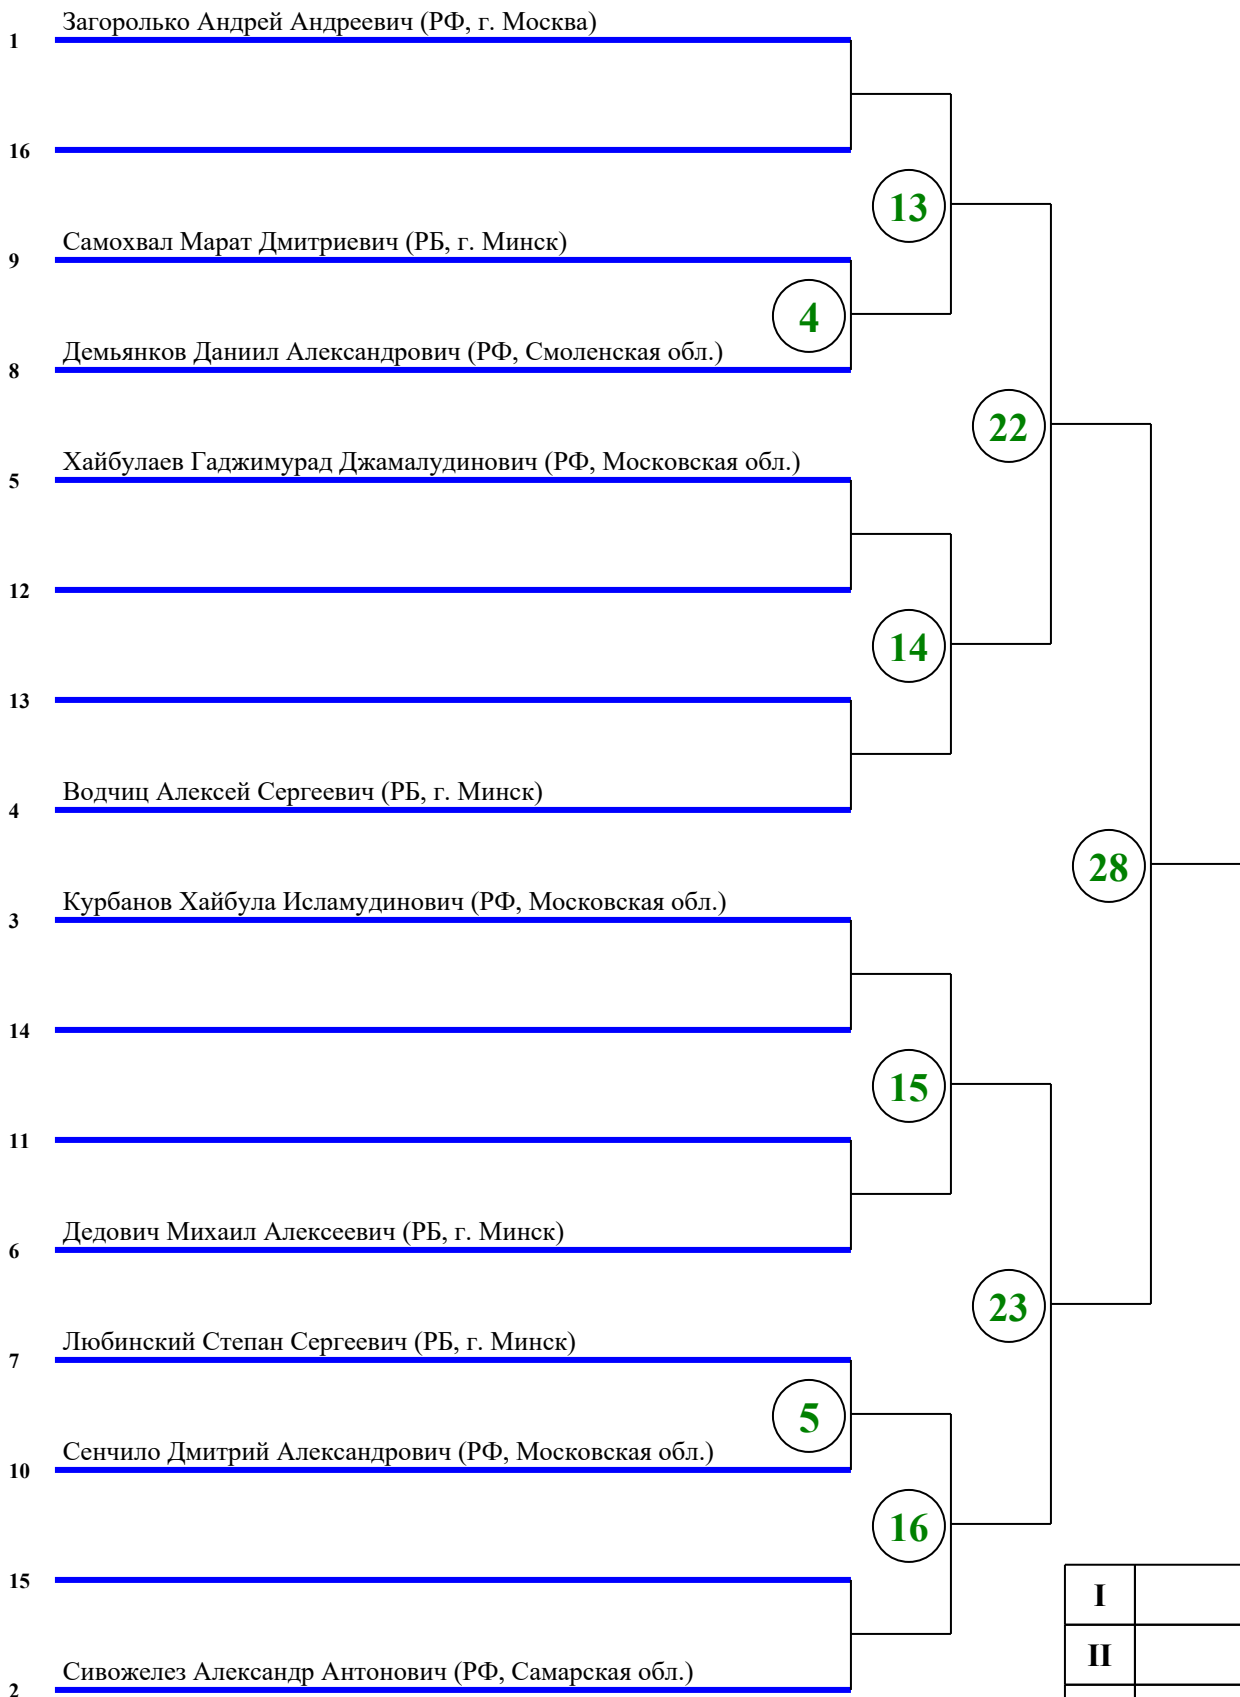 Загоролько Андрей Андреевич (РФ, г. Москва)
1
16
13
Самохвал Марат Дмитриевич (РБ, г. Минск)
9
4
Демьянков Даниил Александрович (РФ, Смоленская обл.)
8
22
Хайбулаев Гаджимурад Джамалудинович (РФ, Московская обл.)
5
12
14
13
Водчиц Алексей Сергеевич (РБ, г. Минск)
4
28
Курбанов Хайбула Исламудинович (РФ, Московская обл.)
3
14
15
11
Дедович Михаил Алексеевич (РБ, г. Минск)
6
23
Любинский Степан Сергеевич (РБ, г. Минск)
7
5
Сенчило Дмитрий Александрович (РФ, Московская обл.)
10
16
15
I
II
Сивожелез Александр Антонович (РФ, Самарская обл.)
2